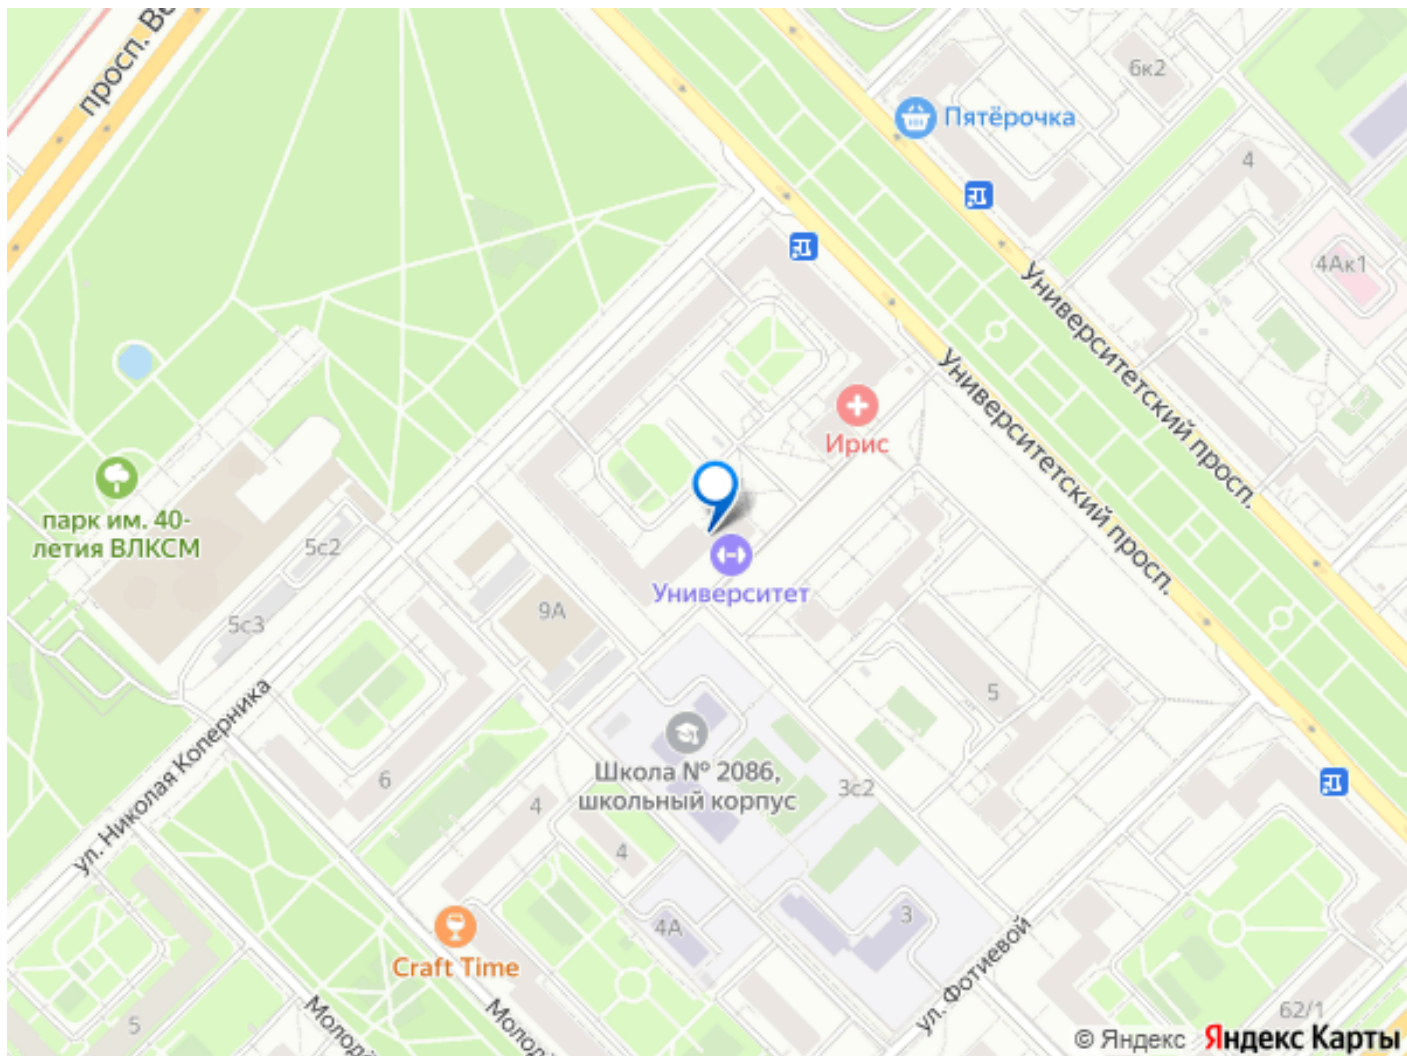 просп. Ве
6к2
Пятёрочка
4
4Ак1
Университетский просп.
Университетский просп.
Ирис
парк им. 40-
летия ВЛКСМ
5с2
5с3
9А
Университет
5
ул. Николая Коперника
6
Школа № 2086,
школьный корпус
3с2
4
4
4А
3
Craft Time
ул. Фотиевой
5
Молодё
Молод
62/1
© Яндекс Яндекс Карты